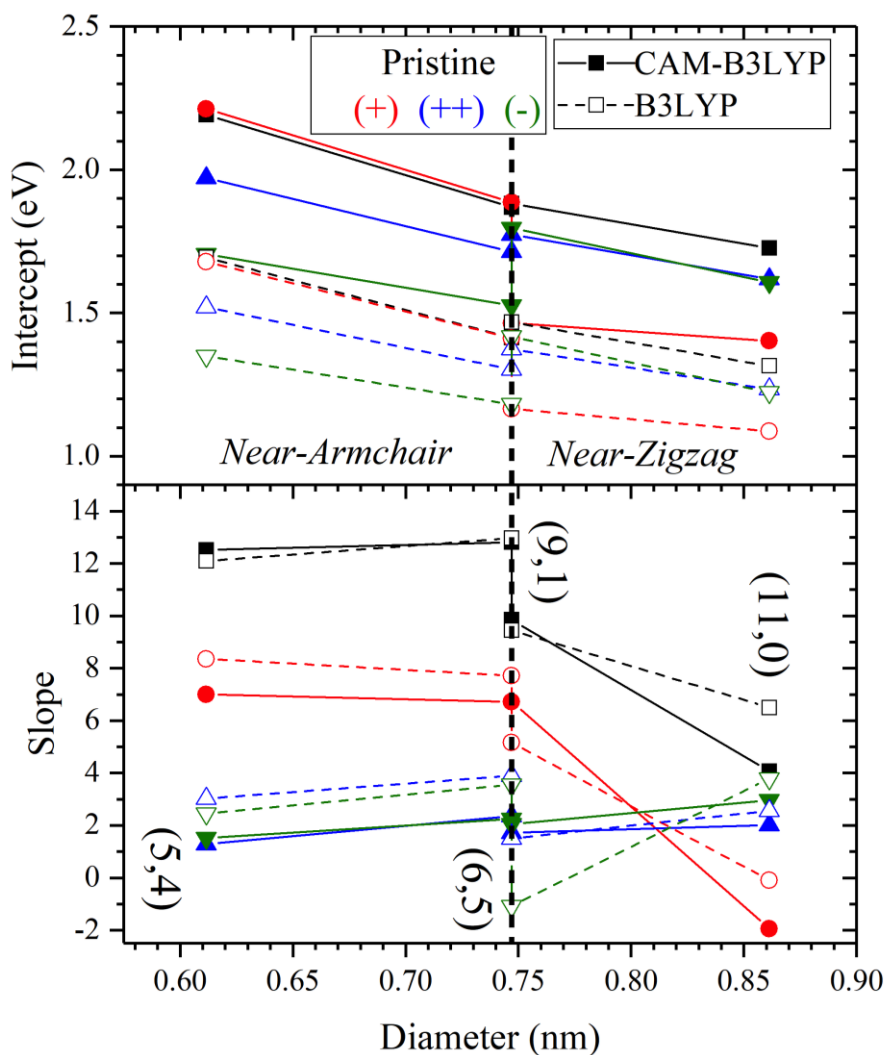 2.5
2.0
1.5
1.0
Intercept (eV)
Pristine
(+) (++) (-)
CAM-B3LYP
B3LYP
Near-Armchair
Near-Zigzag
14
12
10
8
6
4
2
0
-2
Slope
(5,4)
(6,5)
(9,1)
(11,0)
0.60 0.65 0.70 0.75 0.80 0.85 0.90
Diameter (nm)